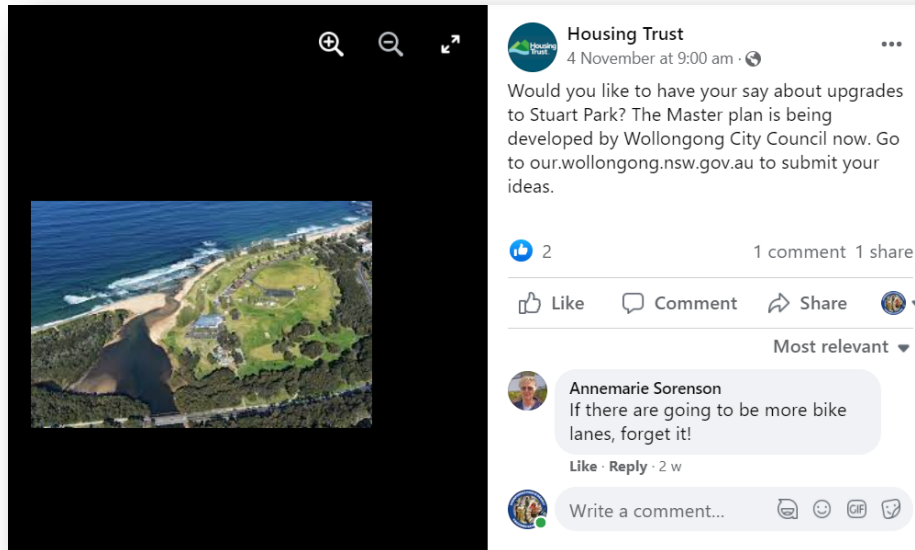 Housing Trust
Housing
Trust
4 November at 9:00 am ·
Would you like to have your say about upgrades
to Stuart Park? The Master plan is being
developed by Wollongong City Council now. Go
to our.wollongong.nsw.gov.au to submit your
ideas.
2
1 comment 1 share
Like
Comment
Share
Most relevant
Annemarie Sorenson
If there are going to be more bike
lanes, forget it!
Like · Reply · 2 w
Write a comment...
GIF